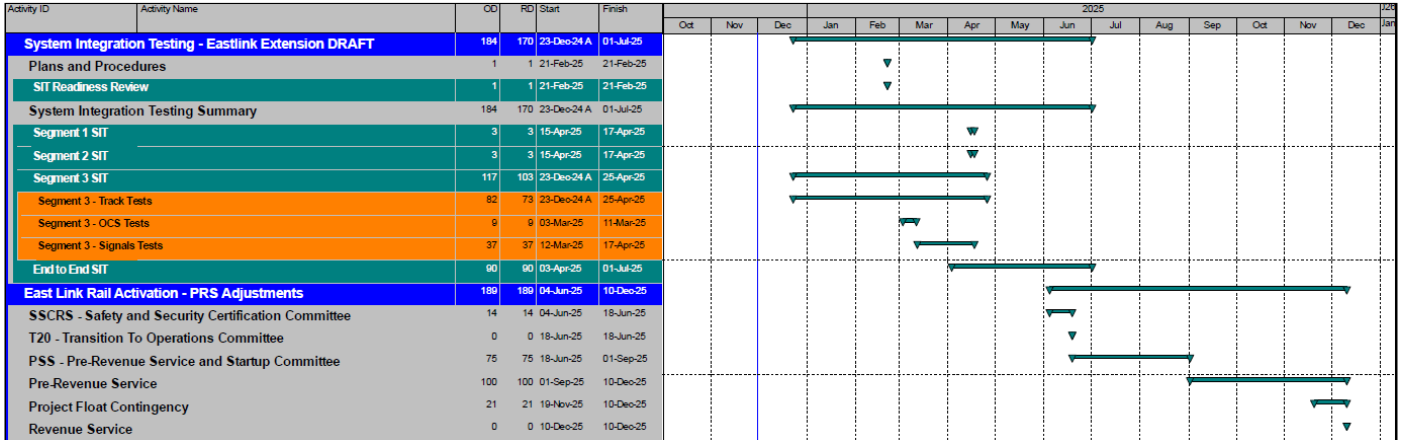 Activity ID Activity Name OD RD Start Finish 2025 J26
Oct Nov Dec Jan Feb Mar Apr May Jun Jul Aug Sep Oct Nov Dec Jan
System Integration Testing - Eastlink Extension DRAFT 184 170 23-Dec-24 A 01-Jul-25
Plans and Procedures 1 1 21-Feb-25 21-Feb-25
SIT Readiness Review 1 1 21-Feb-25 21-Feb-25
System Integration Testing Summary 184 170 23-Dec-24 A 01-Jul-25
Segment 1 SIT 3 3 15-Apr-25 17-Apr-25
Segment 2 SIT 3 3 15-Apr-25 17-Apr-25
Segment 3 SIT 117 103 23-Dec-24 A 25-Apr-25
Segment 3 - Track Tests 82 73 23-Dec-24 A 25-Apr-25
Segment 3 - OCS Tests 9 9 03-Mar-25 11-Mar-25
Segment 3 - Signals Tests 37 37 12-Mar-25 17-Apr-25
End to End SIT 90 90 03-Apr-25 01-Jul-25
East Link Rail Activation - PRS Adjustments 189 189 04-Jun-25 10-Dec-25
SSCRS - Safety and Security Certification Committee 14 14 04-Jun-25 18-Jun-25
T20 - Transition To Operations Committee 0 0 18-Jun-25 18-Jun-25
PSS - Pre-Revenue Service and Startup Committee 75 75 18-Jun-25 01-Sep-25
Pre-Revenue Service 100 100 01-Sep-25 10-Dec-25
Project Float Contingency 21 21 19-Nov-25 10-Dec-25
Revenue Service 0 0 10-Dec-25 10-Dec-25